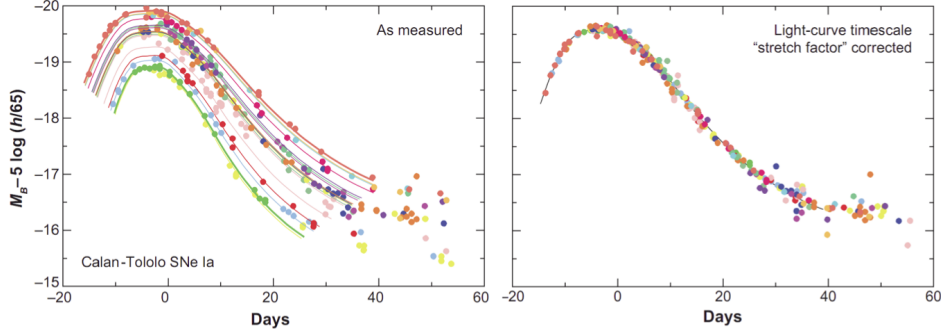 –20
–19
–18
–17
–16
–15
M_B–5 log (h/65)
As measured
Calan-Tololo SNe Ia
–20 0 20 40 60
Days
Light-curve timescale
“stretch factor” corrected
–20 0 20 40 60
Days